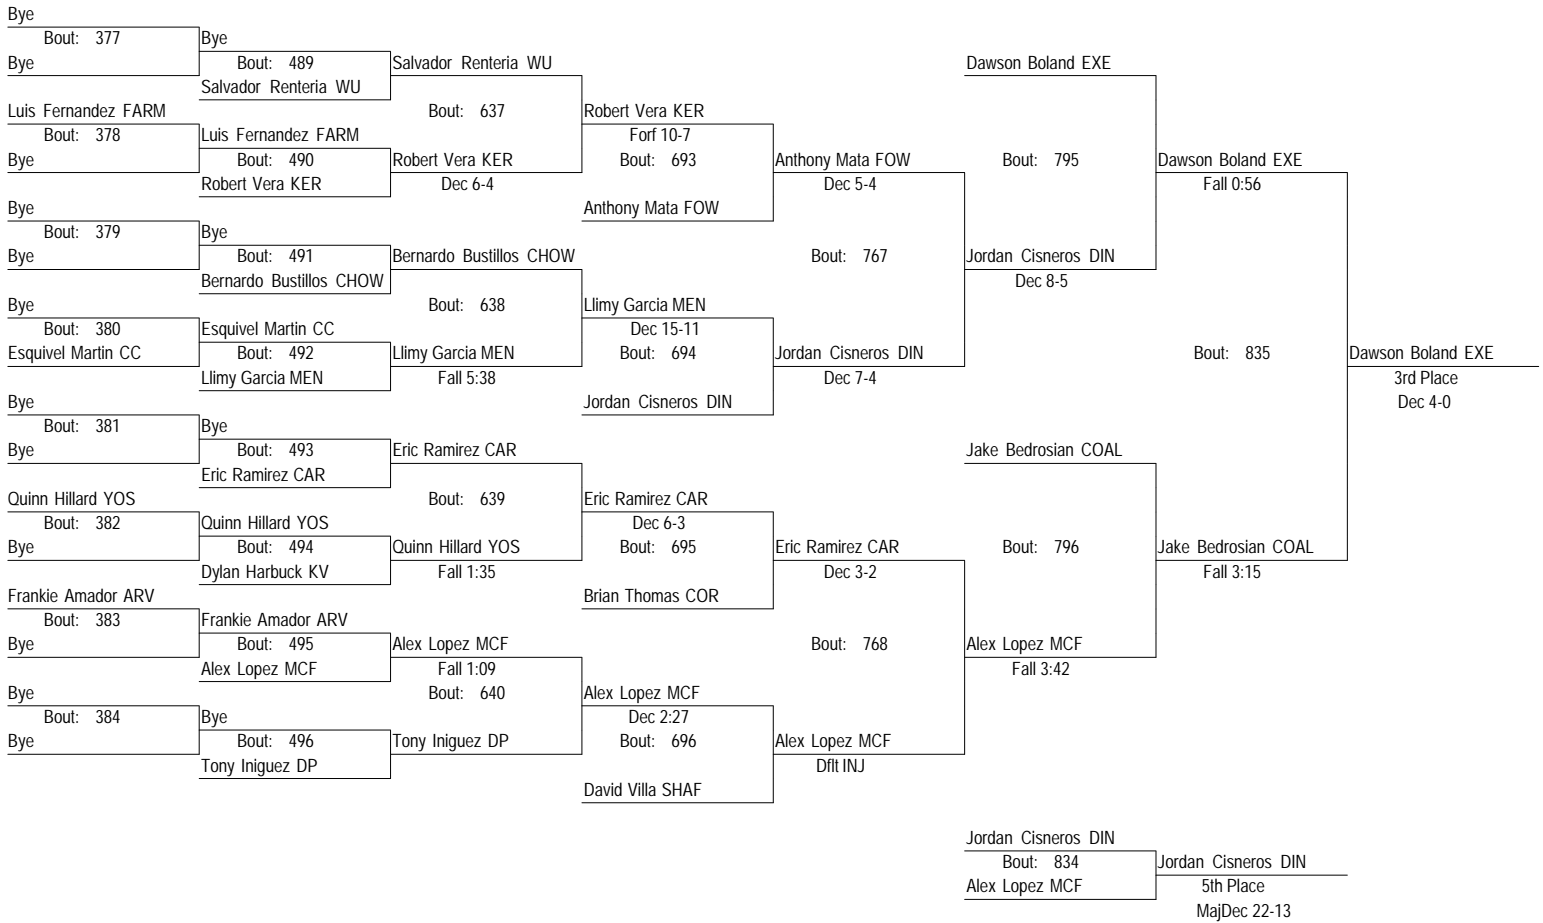 Bye
Bout: 377
Bye
Bye
Bout: 489
Salvador Renteria WU
Salvador Renteria WU
Bout: 637
Luis Fernandez FARM
Bout: 378
Bye
Luis Fernandez FARM
Bout: 490
Robert Vera KER
Robert Vera KER
Dec 6-4
Robert Vera KER
Forf 10-7
Bout: 693
Anthony Mata FOW
Anthony Mata FOW
Dec 5-4
Bye
Bout: 379
Bye
Bye
Bout: 491
Bernardo Bustillos CHOW
Bernardo Bustillos CHOW
Bout: 638
Bye
Bout: 380
Esquivel Martin CC
Esquivel Martin CC
Bout: 492
Llimy Garcia MEN
Llimy Garcia MEN
Fall 5:38
Llimy Garcia MEN
Dec 15-11
Bout: 694
Jordan Cisneros DIN
Jordan Cisneros DIN
Dec 7-4
Bout: 767
Dawson Boland EXE
Bout: 795
Jordan Cisneros DIN
Dec 8-5
Dawson Boland EXE
Fall 0:56
Bye
Bout: 381
Bye
Bye
Bout: 493
Eric Ramirez CAR
Eric Ramirez CAR
Bout: 639
Quinn Hillard YOS
Bout: 382
Bye
Quinn Hillard YOS
Bout: 494
Dylan Harbuck KV
Quinn Hillard YOS
Fall 1:35
Eric Ramirez CAR
Dec 6-3
Bout: 695
Brian Thomas COR
Eric Ramirez CAR
Dec 3-2
Frankie Amador ARV
Bout: 383
Bye
Frankie Amador ARV
Bout: 495
Alex Lopez MCF
Alex Lopez MCF
Fall 1:09
Bout: 640
Bye
Bout: 384
Bye
Bye
Bout: 496
Tony Iniguez DP
Tony Iniguez DP
Alex Lopez MCF
Dec 2:27
Bout: 696
David Villa SHAF
Alex Lopez MCF
Dflt INJ
Bout: 768
Jake Bedrosian COAL
Bout: 796
Alex Lopez MCF
Fall 3:42
Jake Bedrosian COAL
Fall 3:15
Bout: 835
Dawson Boland EXE
3rd Place
Dec 4-0
Jordan Cisneros DIN
Bout: 834
Alex Lopez MCF
Jordan Cisneros DIN
5th Place
MajDec 22-13